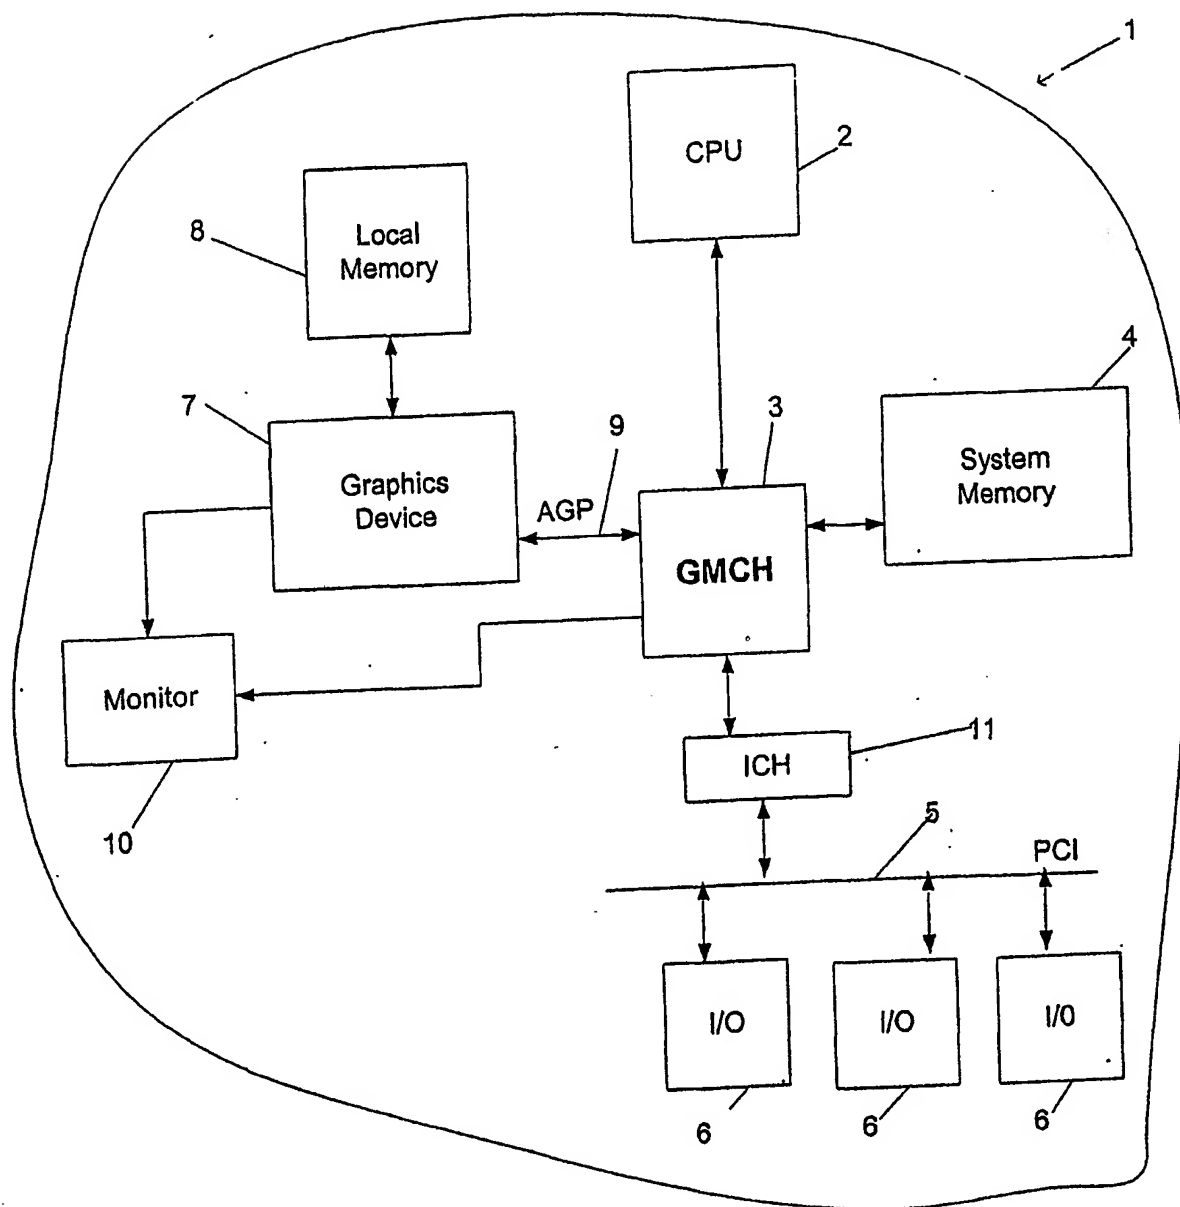 1
CPU
2
8
Local
Memory
4
7
3
9
System
Memory
Graphics
Device
AGP
GMCH
Monitor
11
ICH
10
5
PCI
I/O
I/O
I/0
6
6
6